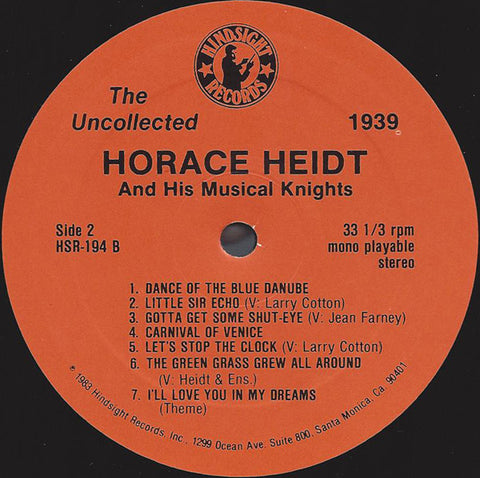 HINDSIGHT
RECORDS
The
Uncollected
1939
HORACE HEIDT
And His Musical Knights
Side 2
HSR-194 B
33 1/3 rpm
mono playable
stereo
1. DANCE OF THE BLUE DANUBE
2. LITTLE SIR ECHO (V: Larry Cotton)
3. GOTTA GET SOME SHUT-EYE (V: Jean Farney)
4. CARNIVAL OF VENICE
5. LET'S STOP THE CLOCK (V: Larry Cotton)
6. THE GREEN GRASS GREW ALL AROUND
(V: Heidt & Ens.)
7. I'LL LOVE YOU IN MY DREAMS
(Theme)
℗ 1983 Hindsight Records, Inc., 1299 Ocean Ave. Suite 800, Santa Monica, Ca. 90401